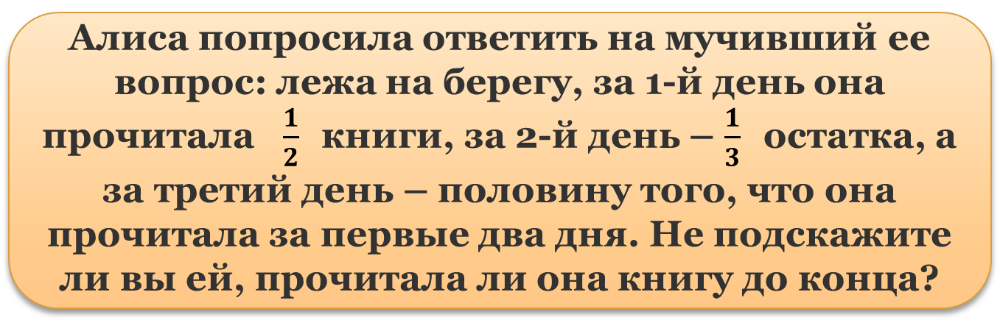 Алиса попросила ответить на мучивший ее
вопрос: лежа на берегу, за 1-й день она
прочитала 1/2 книги, за 2-й день – 1/3 остатка, а
за третий день – половину того, что она
прочитала за первые два дня. Не подскажите
ли вы ей, прочитала ли она книгу до конца?